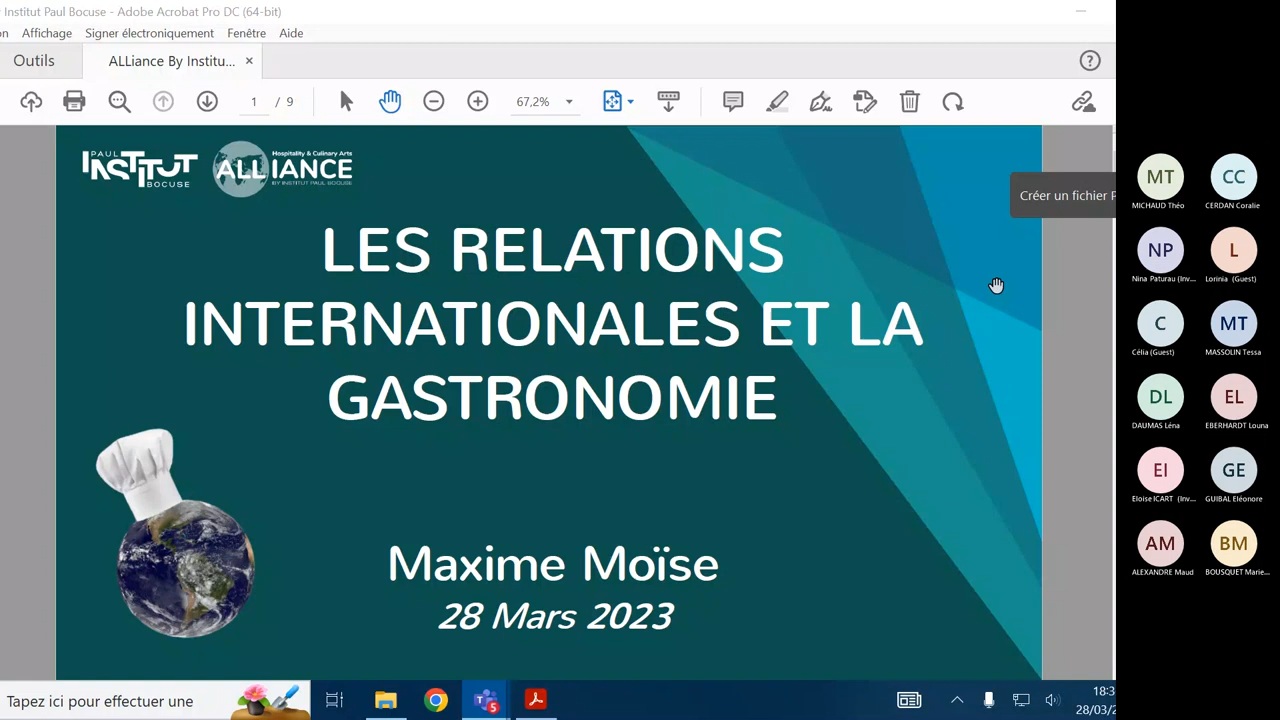 Institut Paul Bocuse - Adobe Acrobat Pro DC (64-bit)
on Affichage Signer électroniquement Fenêtre Aide
Outils ALLiance By Institu... ×
1 / 9 67,2%
PAUL
INSTITUT
BOCUSE
Hospitality & Culinary Arts
ALLIANCE
BY INSTITUT PAUL BOCUSE
Créer un fichier P
LES RELATIONS
INTERNATIONALES ET LA
GASTRONOMIE
Maxime Moïse
28 Mars 2023
MT CC
MICHAUD Théo CERDAN Coralie
NP L
Nina Paturau (Inv... Lorinia (Guest)
C MT
Célia (Guest) MASSOLIN Tessa
DL EL
DAUMAS Léna EBERHARDT Louna
EI GE
Eloise ICART (Inv... GUIBAL Eléonore
AM BM
ALEXANDRE Maud BOUSQUET Marie...
Tapez ici pour effectuer une
5
18:3
28/03/2